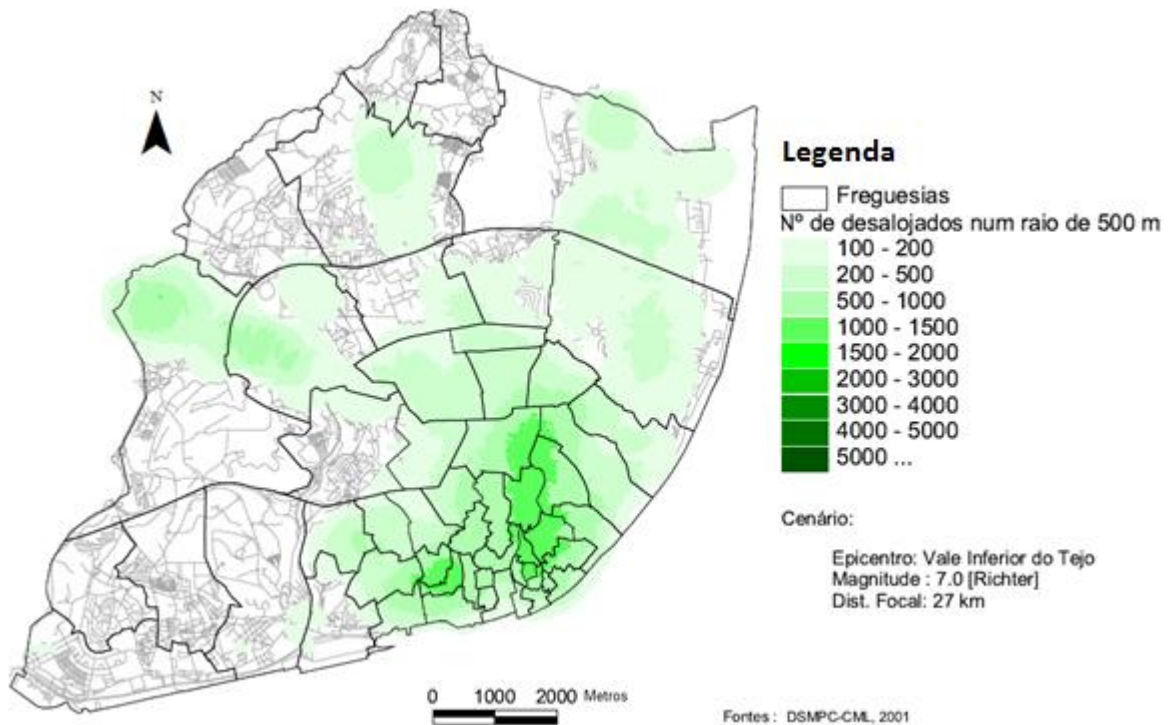 N
Legenda
Freguesias
Nº de desalojados num raio de 500 m
100 - 200
200 - 500
500 - 1000
1000 - 1500
1500 - 2000
2000 - 3000
3000 - 4000
4000 - 5000
5000 ...
Cenário:
Epicentro: Vale Inferior do Tejo
Magnitude : 7.0 [Richter]
Dist. Focal: 27 km
0 1000 2000 Metros
Fontes : DSMPC-CML, 2001